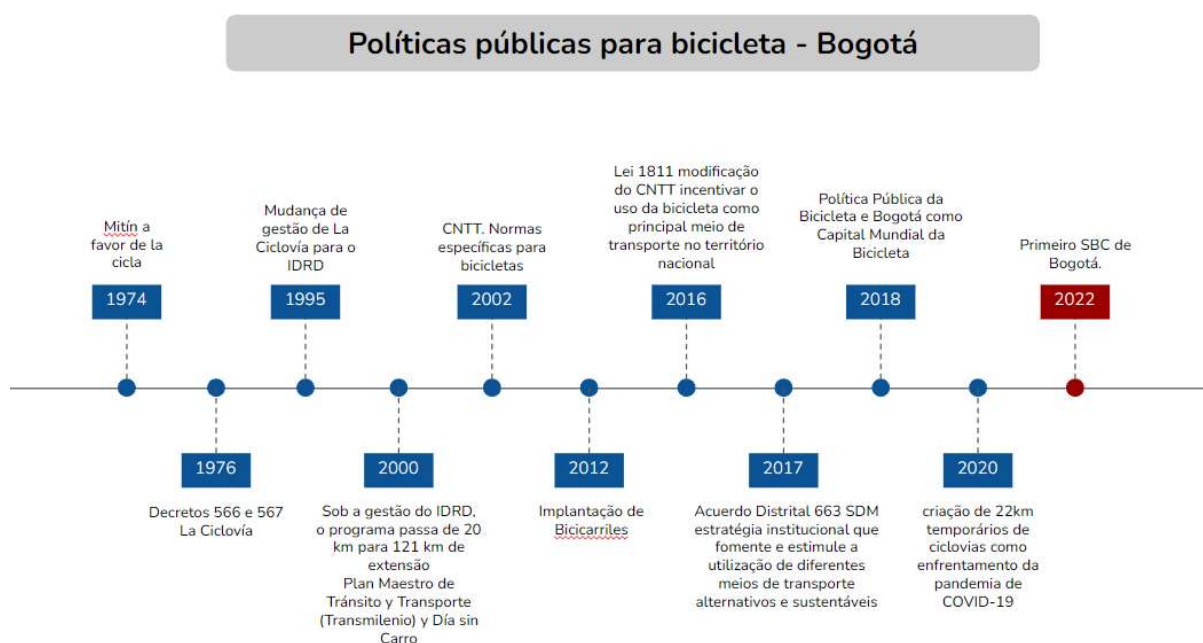 Políticas públicas para bicicleta - Bogotá
Mitín a
favor de la
cicla
1974
1976
Decretos 566 e 567
La Ciclovía
Mudança de
gestão de La
Ciclovía para o
IDRD
1995
2000
Sob a gestão do IDRD,
o programa passa de 20
km para 121 km de
extensão
Plan Maestro de
Tránsito y Transporte
(Transmilenio) y Día sin
Carro
CNTT. Normas
específicas para
bicicletas
2002
2012
Implantação de
Bicicarriles
Lei 1811 modificação
do CNTT incentivar o
uso da bicicleta como
principal meio de
transporte no território
nacional
2016
2017
Acuerdo Distrital 663 SDM
estratégia institucional que
fomente e estimule a
utilização de diferentes
meios de transporte
alternativos e sustentáveis
Política Pública da
Bicicleta e Bogotá como
Capital Mundial da
Bicicleta
2018
2020
criação de 22km
temporários de
ciclovias como
enfrentamento da
pandemia de
COVID-19
Primeiro SBC de
Bogotá.
2022